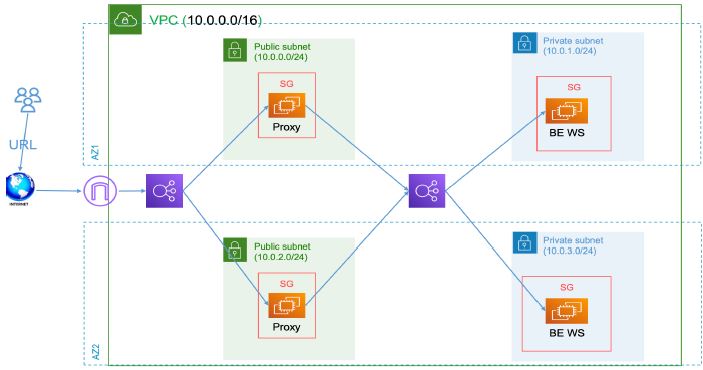 VPC (10.0.0.0/16)
Public subnet
(10.0.0.0/24)
SG
Proxy
Private subnet
(10.0.1.0/24)
SG
BE WS
AZ1
URL
INTERNET
Public subnet
(10.0.2.0/24)
SG
Proxy
Private subnet
(10.0.3.0/24)
SG
BE WS
AZ2